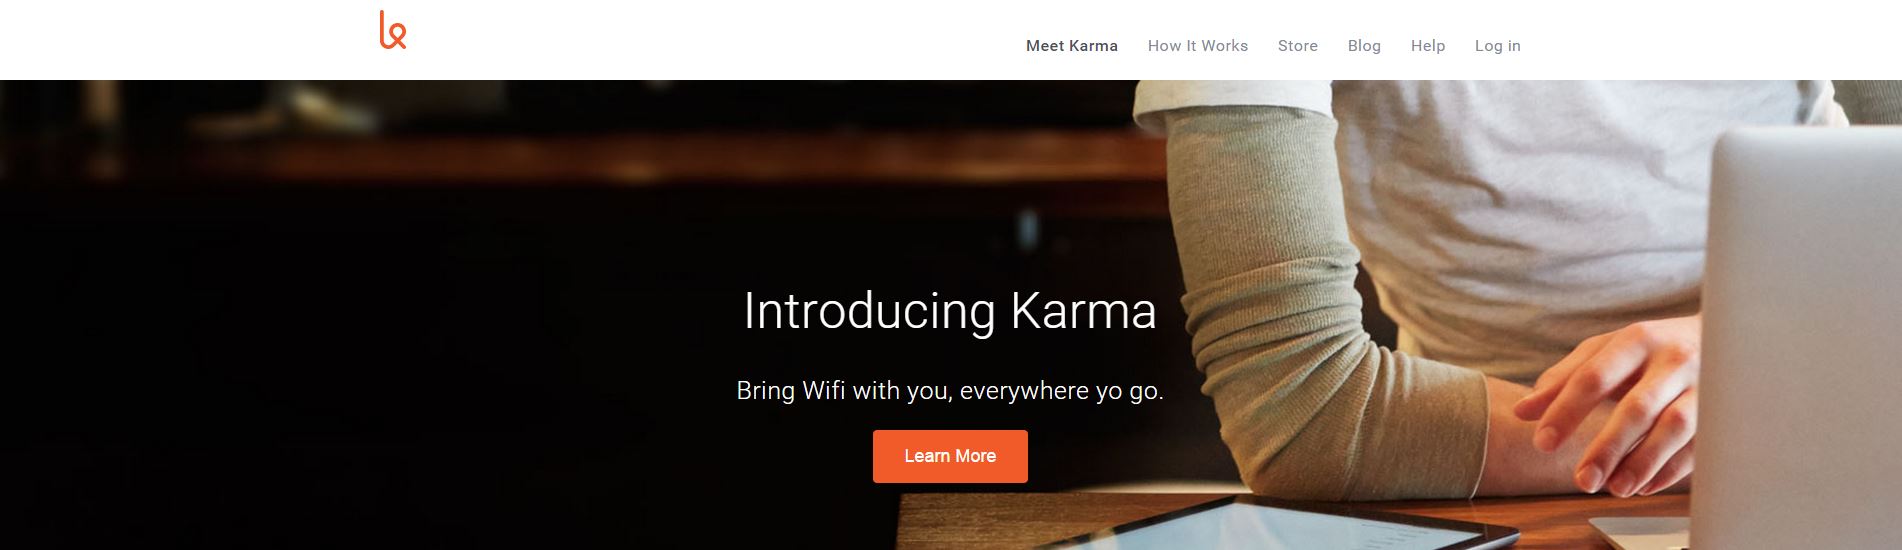 Meet Karma How It Works Store Blog Help Log in
Introducing Karma
Bring Wifi with you, everywhere yo go.
Learn More